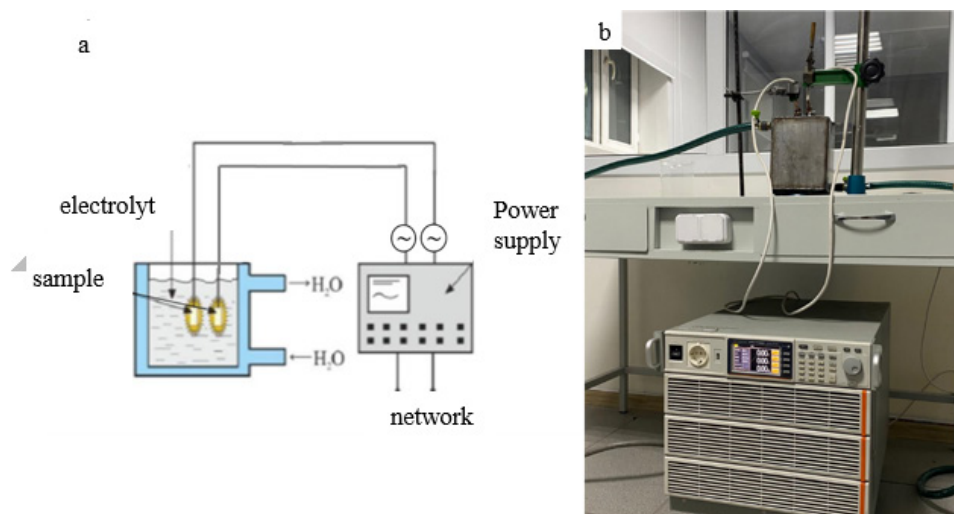 a
b
electrolyt
Power
supply
sample
H₂O
H₂O
network